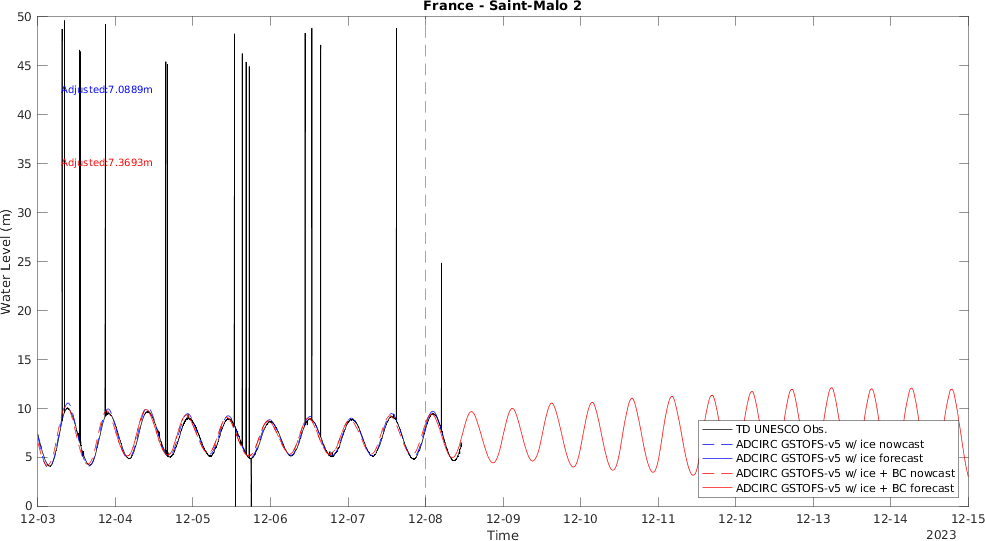 France - Saint-Malo 2
50
45
40
35
30
25
20
15
10
5
0
Water Level (m)
Adjusted:7.0889m
Adjusted:7.3693m
TD UNESCO Obs.
ADCIRC GSTOFS-v5 w/ ice nowcast
ADCIRC GSTOFS-v5 w/ ice forecast
ADCIRC GSTOFS-v5 w/ ice + BC nowcast
ADCIRC GSTOFS-v5 w/ ice + BC forecast
12-03 12-04 12-05 12-06 12-07 12-08 12-09 12-10 12-11 12-12 12-13 12-14 12-15
Time
2023